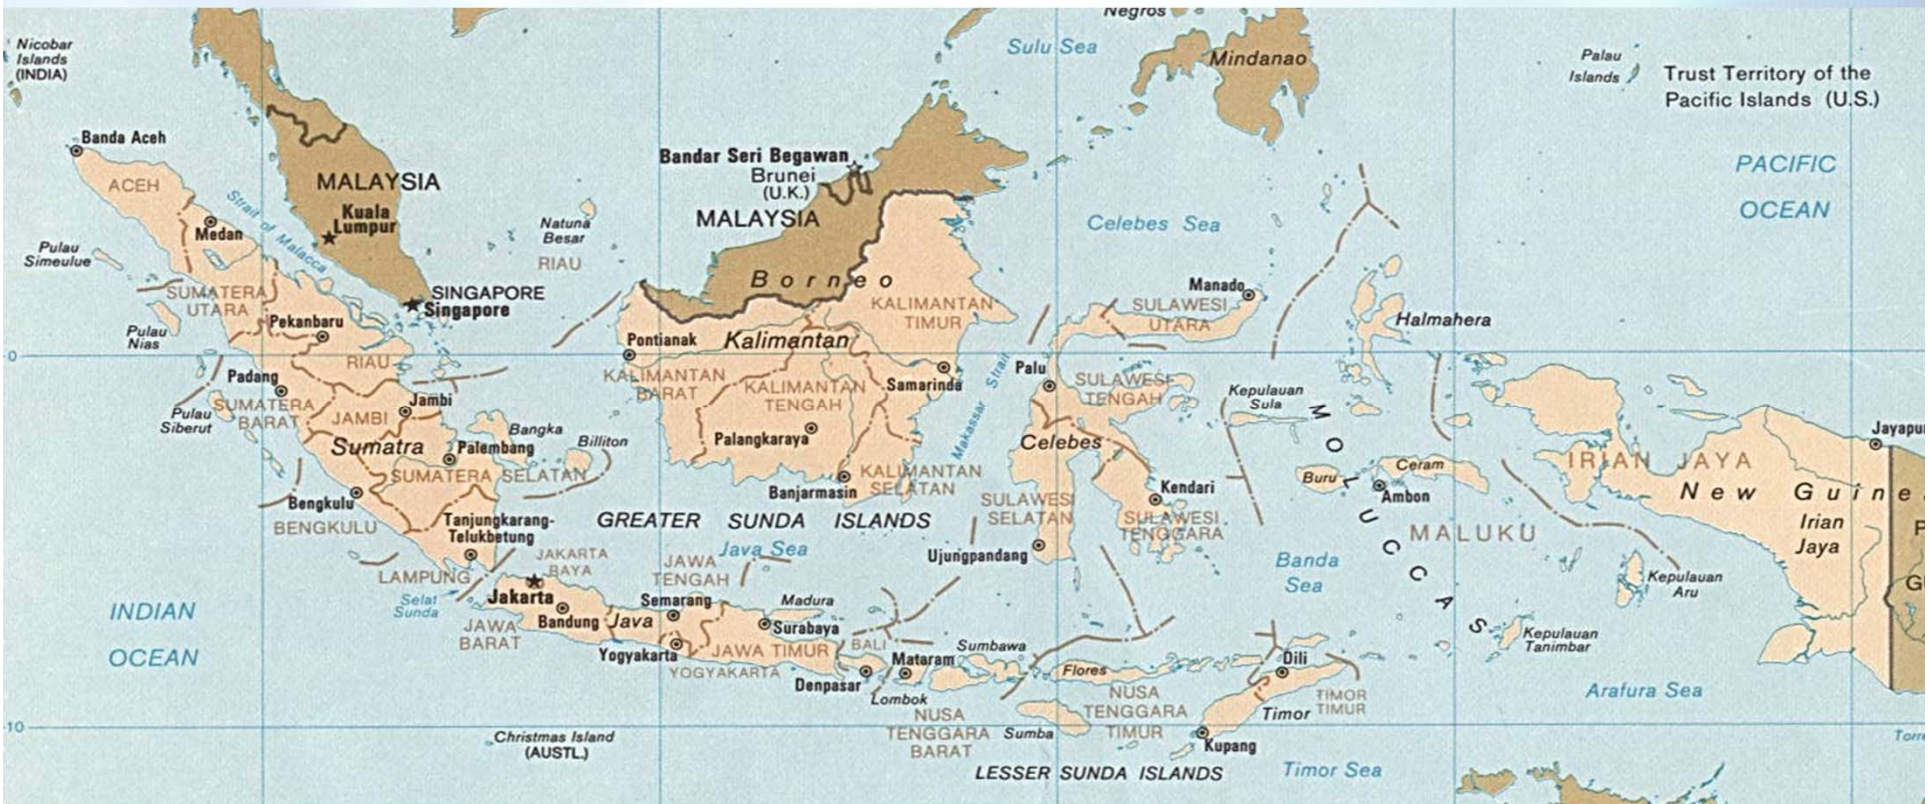 Negros
Nicobar
Islands
(INDIA)
Sulu Sea
Mindanao
Palau
Islands
Trust Territory of the
Pacific Islands (U.S.)
Banda Aceh
ACEH
MALAYSIA
Kuala
Lumpur
Strait of Malacca
Medan
Bandar Seri Begawan
Brunei
(U.K.)
MALAYSIA
PACIFIC
OCEAN
Natuna
Besar
RIAU
Celebes Sea
Pulau
Simeulue
SUMATERA
UTARA
SINGAPORE
Singapore
Borneo
KALIMANTAN
TIMUR
Manado
SULAWESI
UTARA
Halmahera
Pulau
Nias
Pekanbaru
RIAU
Pontianak
Kalimantan
0
Padang
SUMATERA
BARAT
Jambi
JAMBI
KALIMANTAN
BARAT
KALIMANTAN
TENGAH
Samarinda
Makassar Strait
Palu
SULAWESI
TENGAH
Kepulauan
Sula
MOLUCCAS
Pulau
Siberut
Sumatra
Palembang
Bangka
Billiton
SUMATERA SELATAN
Palangkaraya
Celebes
Jayapu
IRIAN JAYA
Bengkulu
BENGKULU
Banjarmasin
KALIMANTAN
SELATAN
SULAWESI
SELATAN
Kendari
SULAWESI
TENGGARA
Buru
Ceram
Ambon
MALUKU
New Guine
Irian
Jaya
P
G
Tanjungkarang-
Telukbetung
GREATER SUNDA ISLANDS
Java Sea
Ujungpandang
Banda
Sea
LAMPUNG
JAKARTA
RAYA
JAWA
TENGAH
Kepulauan
Aru
INDIAN
OCEAN
Selat
Sunda
Jakarta
Bandung
Java
Semarang
Madura
Surabaya
JAWA
BARAT
Yogyakarta
YOGYAKARTA
JAWA TIMUR
BALI
Denpasar
Mataram
Lombok
Sumbawa
Flores
Dili
Kepulauan
Tanimbar
Arafura Sea
NUSA
TENGGARA
BARAT
Sumba
NUSA
TENGGARA
TIMUR
Timor
TIMOR
TIMUR
Kupang
10
Christmas Island
(AUSTL.)
LESSER SUNDA ISLANDS
Timor Sea
Torre